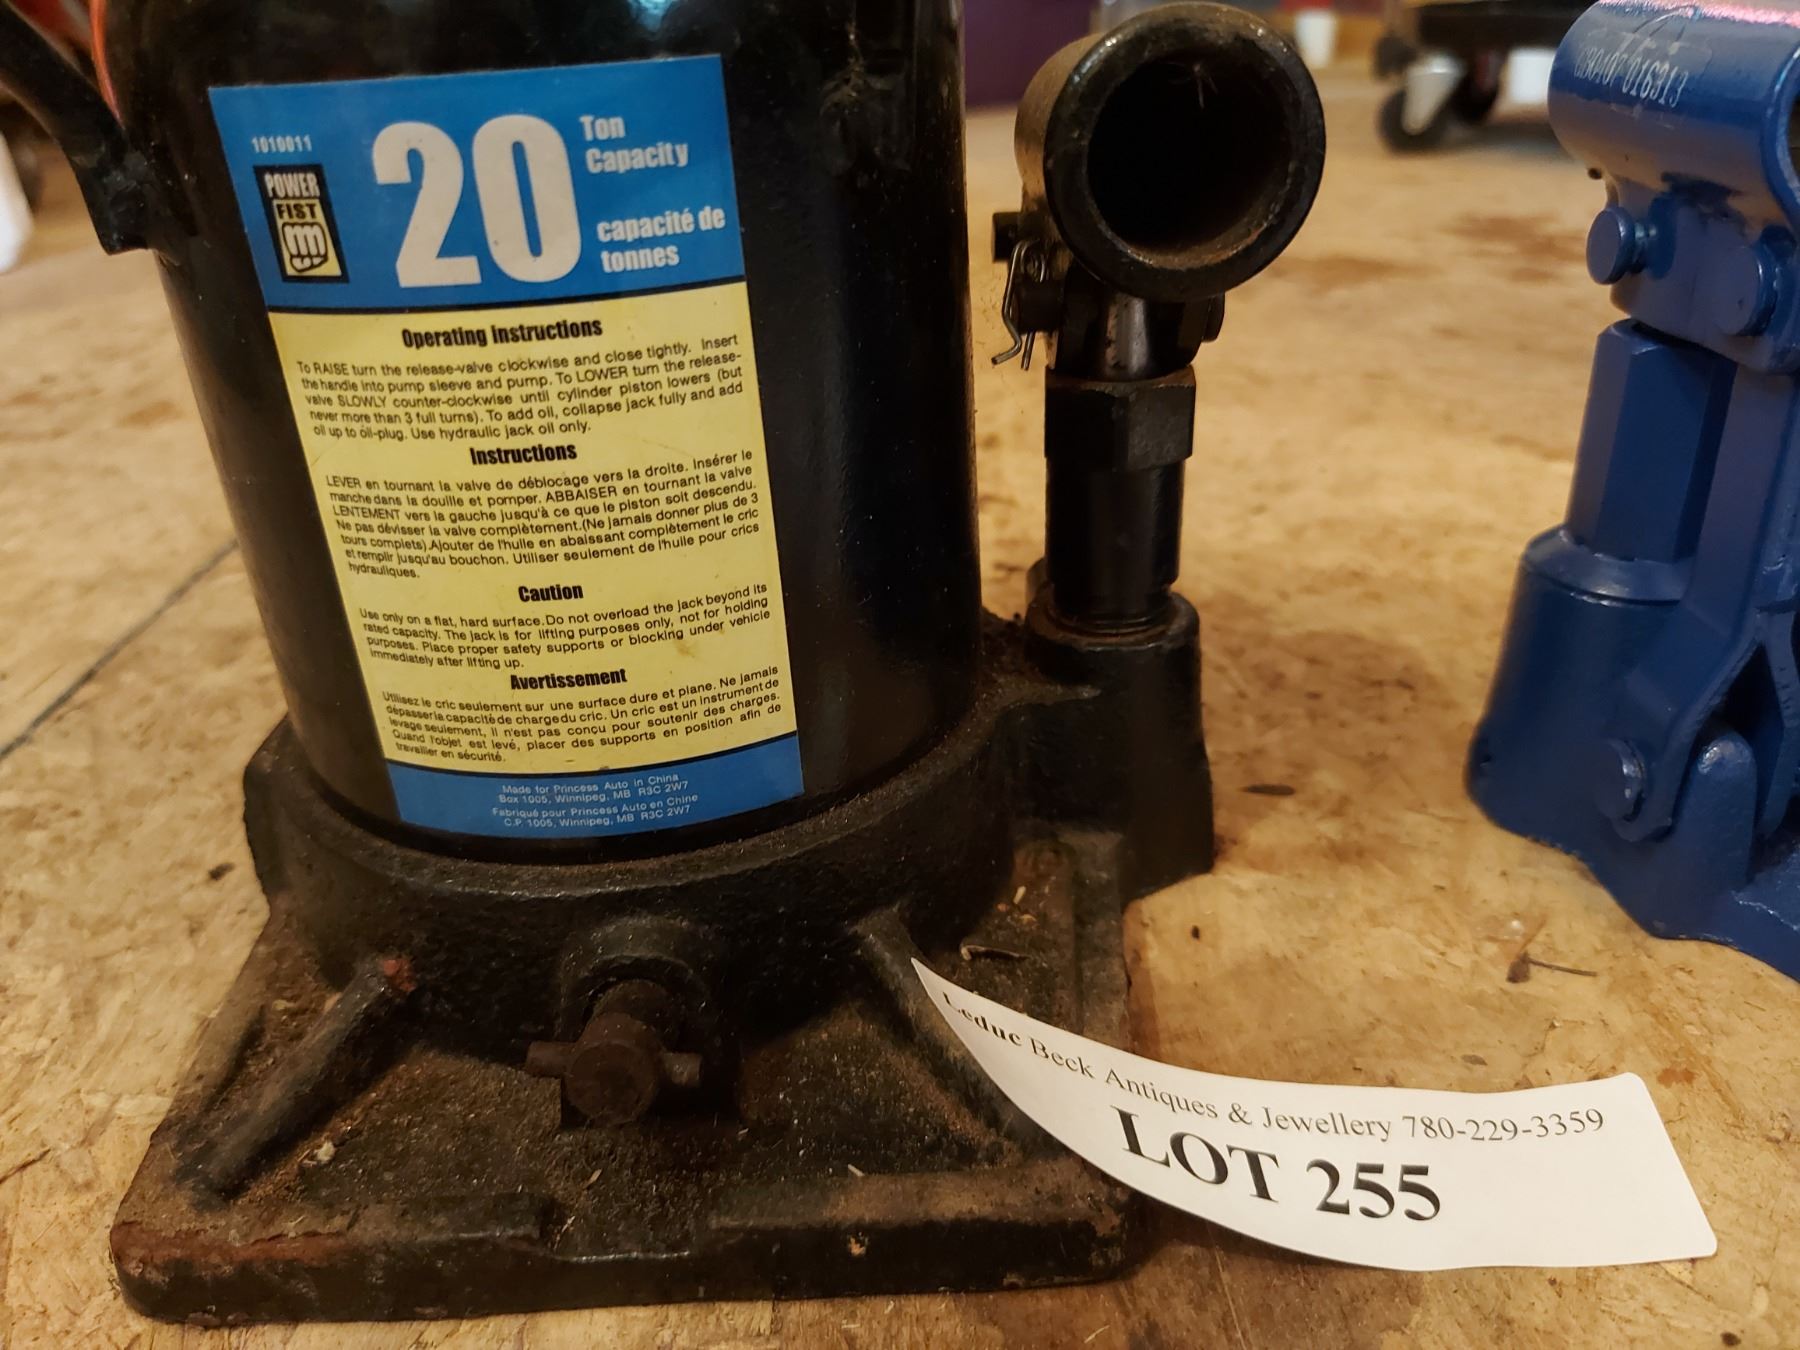 1010011
POWER
FIST
20
Ton
Capacity
capacité de
tonnes
Operating Instructions
To RAISE turn the release-valve clockwise and close tightly. Insert
the handle into pump sleeve and pump. To LOWER turn the release-
valve SLOWLY counter-clockwise until cylinder piston lowers (but
never more than 3 full turns). To add oil, collapse jack fully and add
oil up to oil-plug. Use hydraulic jack oil only.
Instructions
LEVER en tournant la valve de déblocage vers la droite. Insérer le
manche dans la douille et pomper. ABBAISER en tournant la valve
LENTEMENT vers la gauche jusqu'à ce que le piston soit descendu.
Ne pas dévisser la valve complètement.(Ne jamais donner plus de 3
tours complets).Ajouter de l'huile en abaissant complètement le cric
et remplir jusqu'au bouchon. Utiliser seulement de l'huile pour crics
hydrauliques.
Caution
Use only on a flat, hard surface.Do not overload the jack beyond its
rated capacity. The jack is for lifting purposes only, not for holding
purposes. Place proper safety supports or blocking under vehicle
immediately after lifting up.
Avertissement
Utilisez le cric seulement sur une surface dure et plane. Ne jamais
dépasser la capacité de charge du cric. Un cric est un instrument de
levage seulement, il n'est pas conçu pour soutenir des charges.
Quand l'objet est levé, placer des supports en position afin de
travailler en sécurité.
Made for Princess Auto in China
Box 1005, Winnipeg, MB R3C 2W7
Fabriqué pour Princess Auto en Chine
C.P. 1005, Winnipeg, MB R3C 2W7
Leduc Beck Antiques & Jewellery 780-229-3359
LOT 255
016313